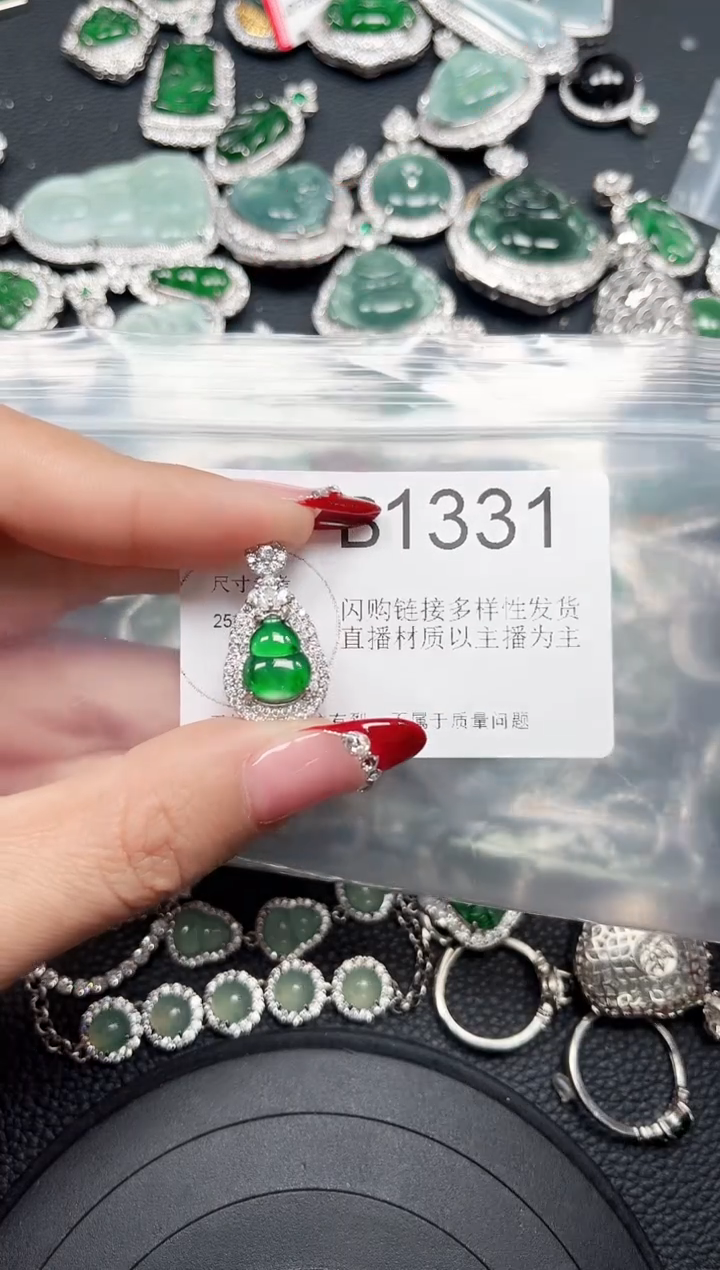 B1331
尺寸
25
闪购链接多样性发货
直播材质以主播为主
不属于质量问题